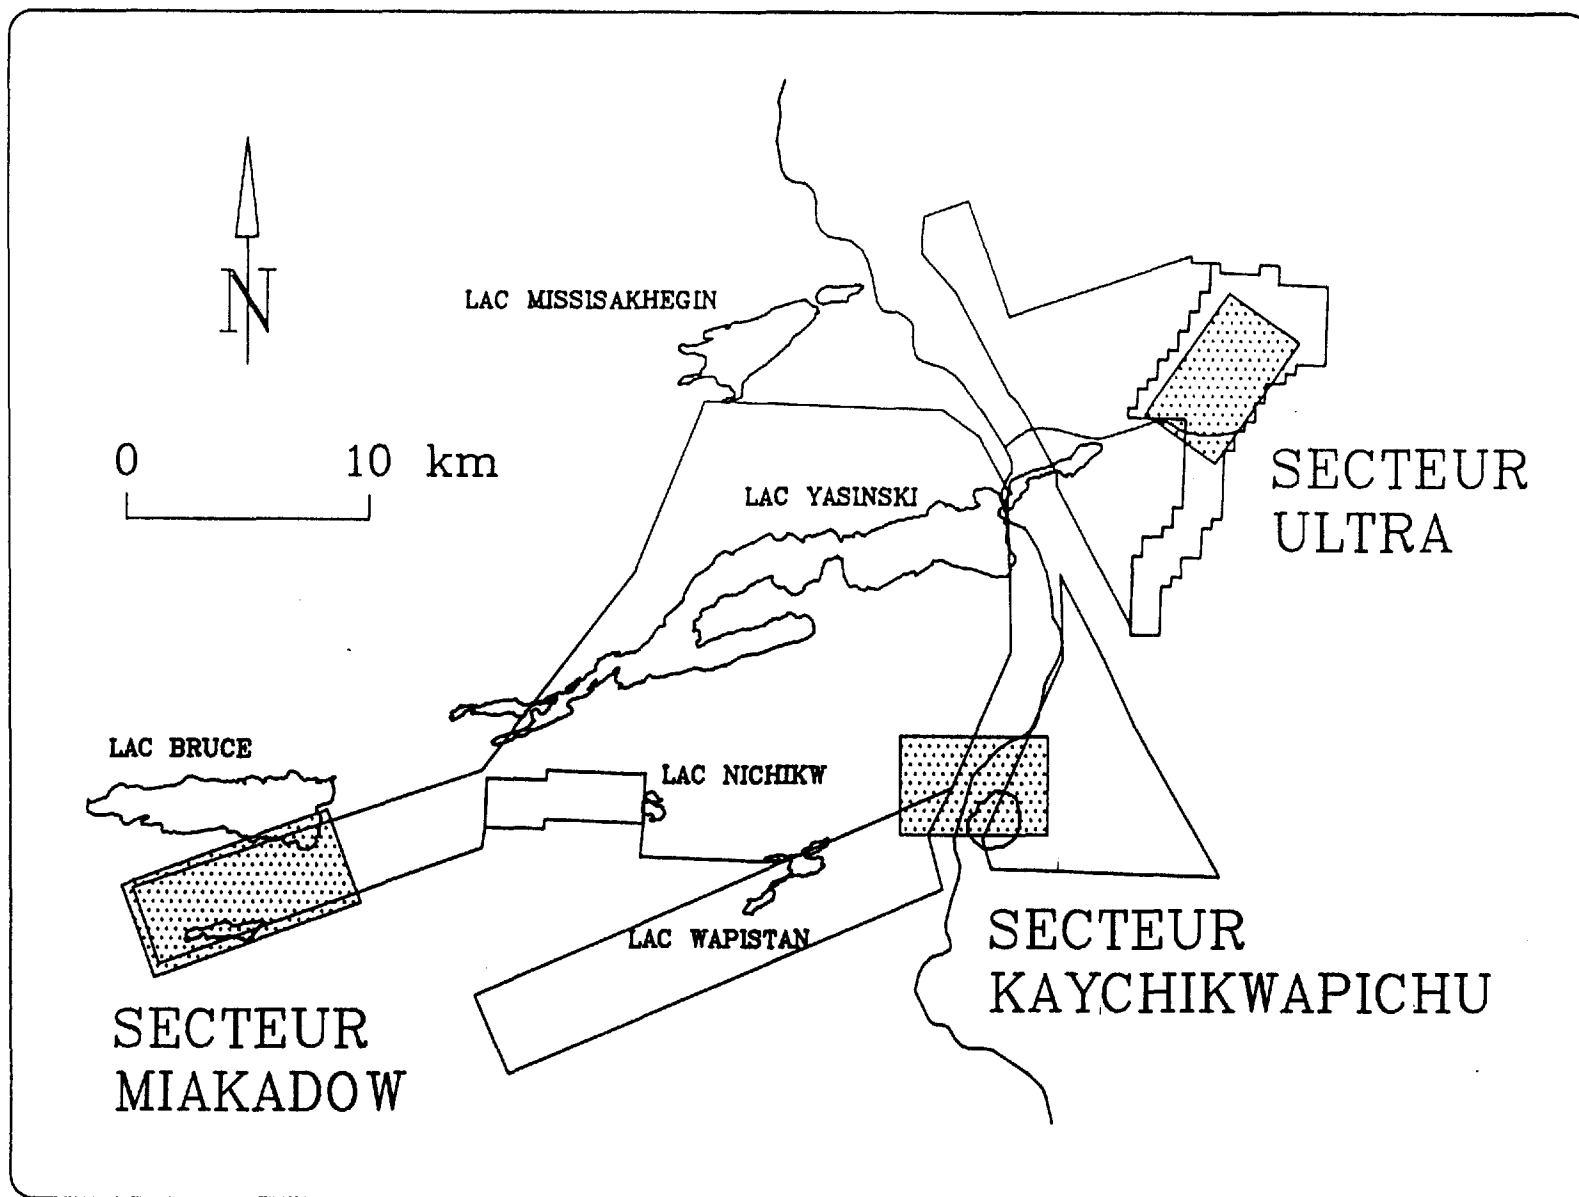 N
LAC MISSISAKHEGIN
0 10 km
LAC YASINSKI
SECTEUR
ULTRA
LAC BRUCE
LAC NICHIKW
LAC WAPISTAN
SECTEUR
KAYCHIKWAPICHU
SECTEUR
MIAKADOW